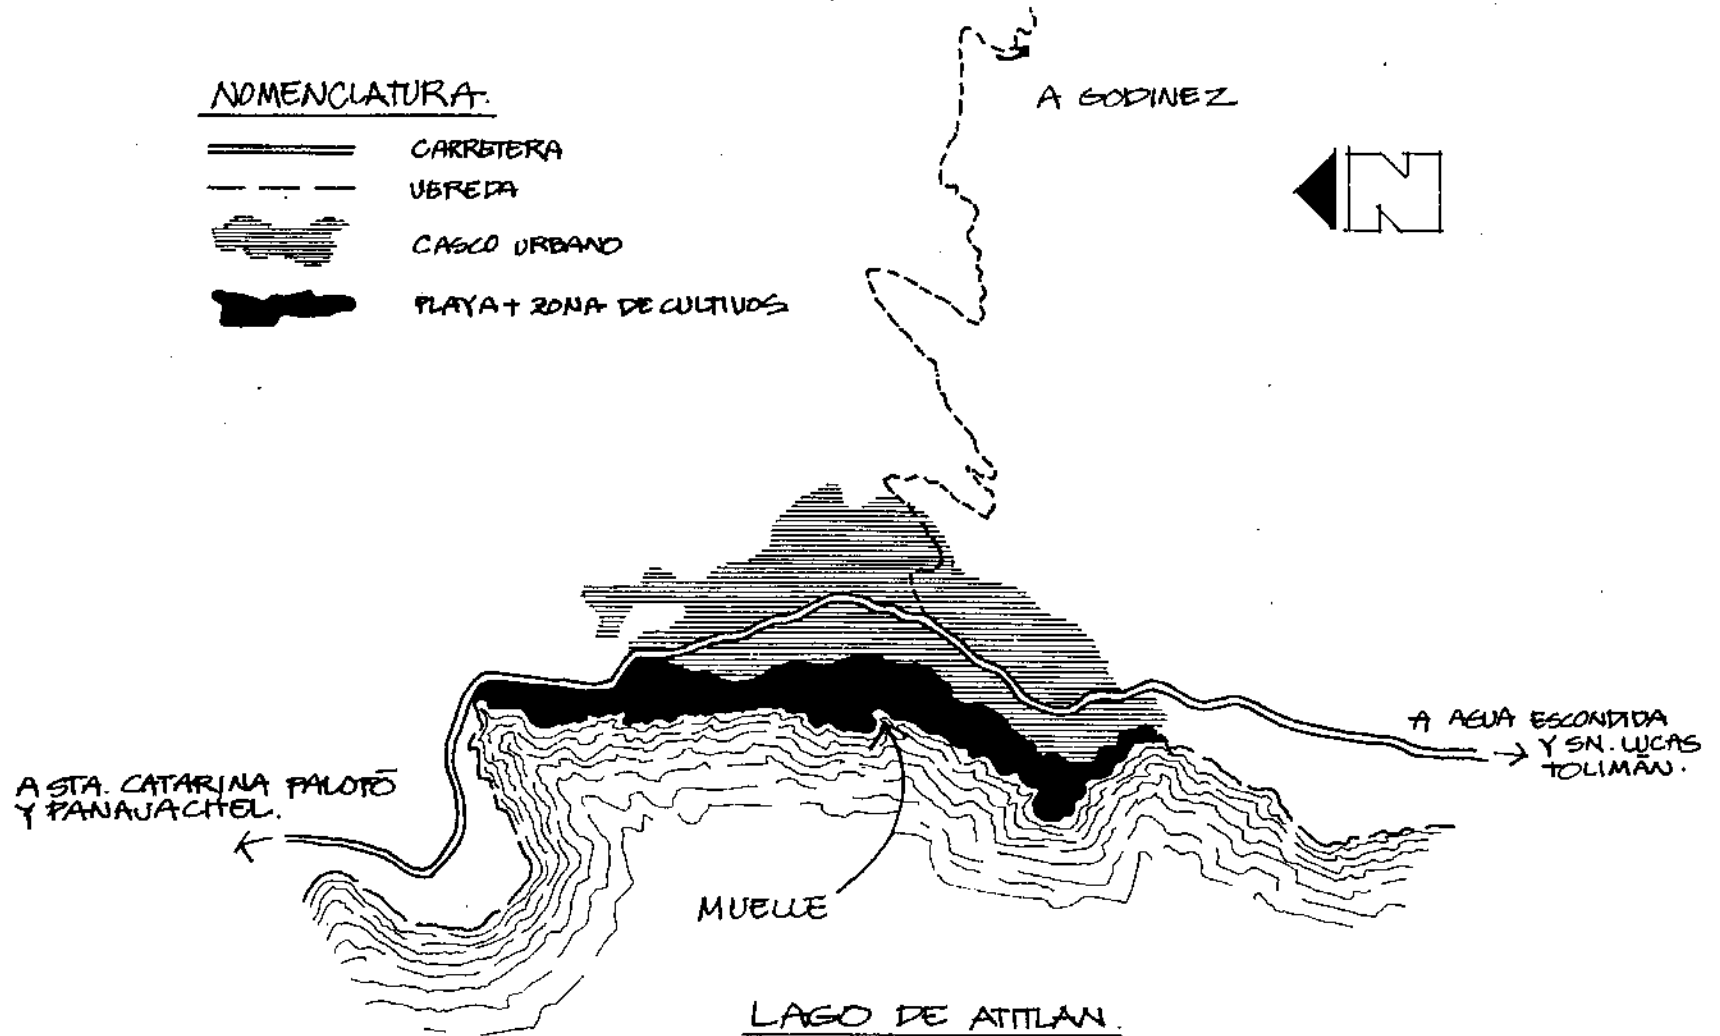 NOMENCLATURA.
CARRETERA
VEREDA
CASCO URBANO
PLAYA + ZONA DE CULTIVOS
A GODINEZ
N
A AGUA ESCONDIDA
Y SN. LUCAS
TOLIMÁN.
A STA. CATARINA PALOPÓ
Y PANAJACHEL.
MUELLE
LAGO DE ATITLAN.